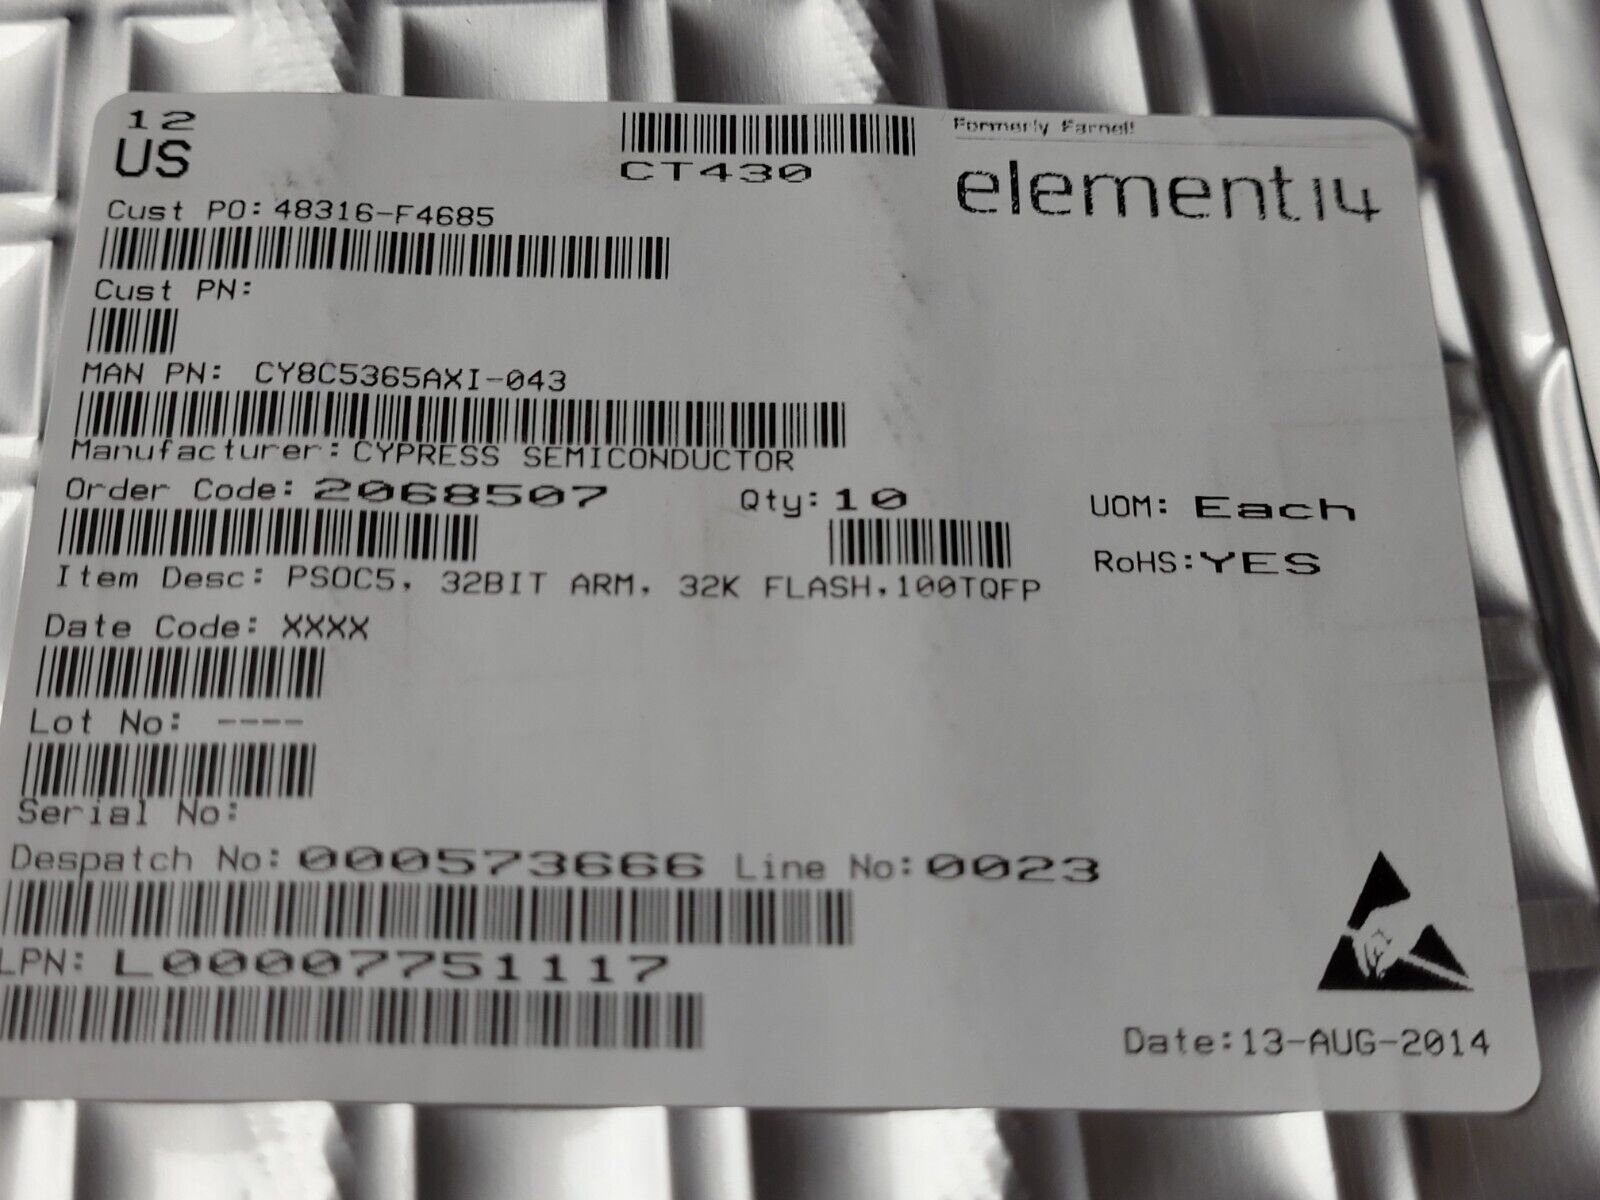 12
US
CT430
Formerly Farnell
element14
Cust PO: 48316-F4685
Cust PN:
MAN PN: CY8C5365AXI-043
Manufacturer: CYPRESS SEMICONDUCTOR
Order Code: 2068507 Qty: 10 UOM: Each
RoHS: YES
Item Desc: PSOC5, 32BIT ARM, 32K FLASH,100TQFP
Date Code: XXXX
Lot No: ----
Serial No:
Despatch No: 000573666 Line No: 0023
LPN: L00007751117
Date:13-AUG-2014